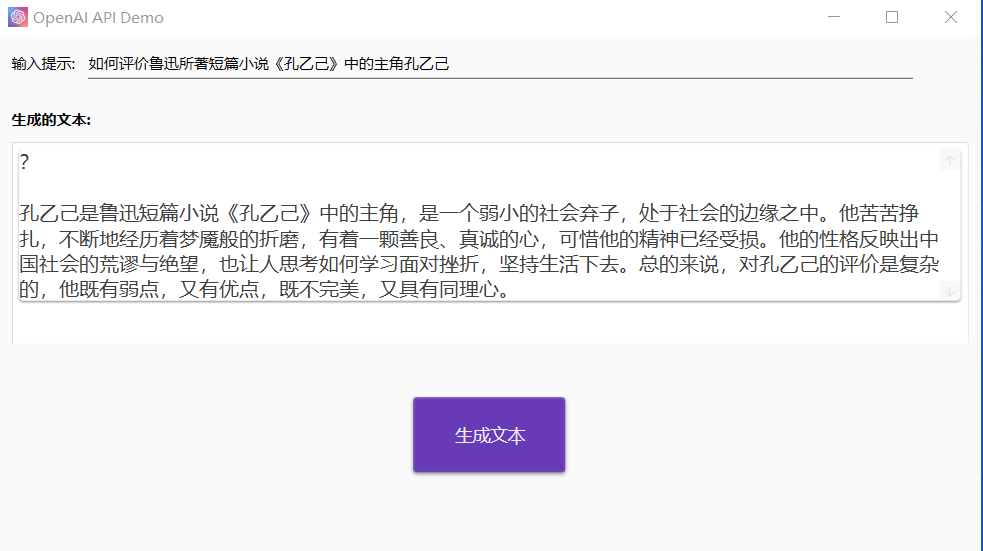 OpenAI API Demo
输入提示: 如何评价鲁迅所著短篇小说《孔乙己》中的主角孔乙己
生成的文本:
?
孔乙己是鲁迅短篇小说《孔乙己》中的主角，是一个弱小的社会弃子，处于社会的边缘之中。他苦苦挣
扎，不断地经历着梦魇般的折磨，有着一颗善良、真诚的心，可惜他的精神已经受损。他的性格反映出中
国社会的荒谬与绝望，也让人思考如何学习面对挫折，坚持生活下去。总的来说，对孔乙己的评价是复杂
的，他既有弱点，又有优点，既不完美，又具有同理心。
生成文本